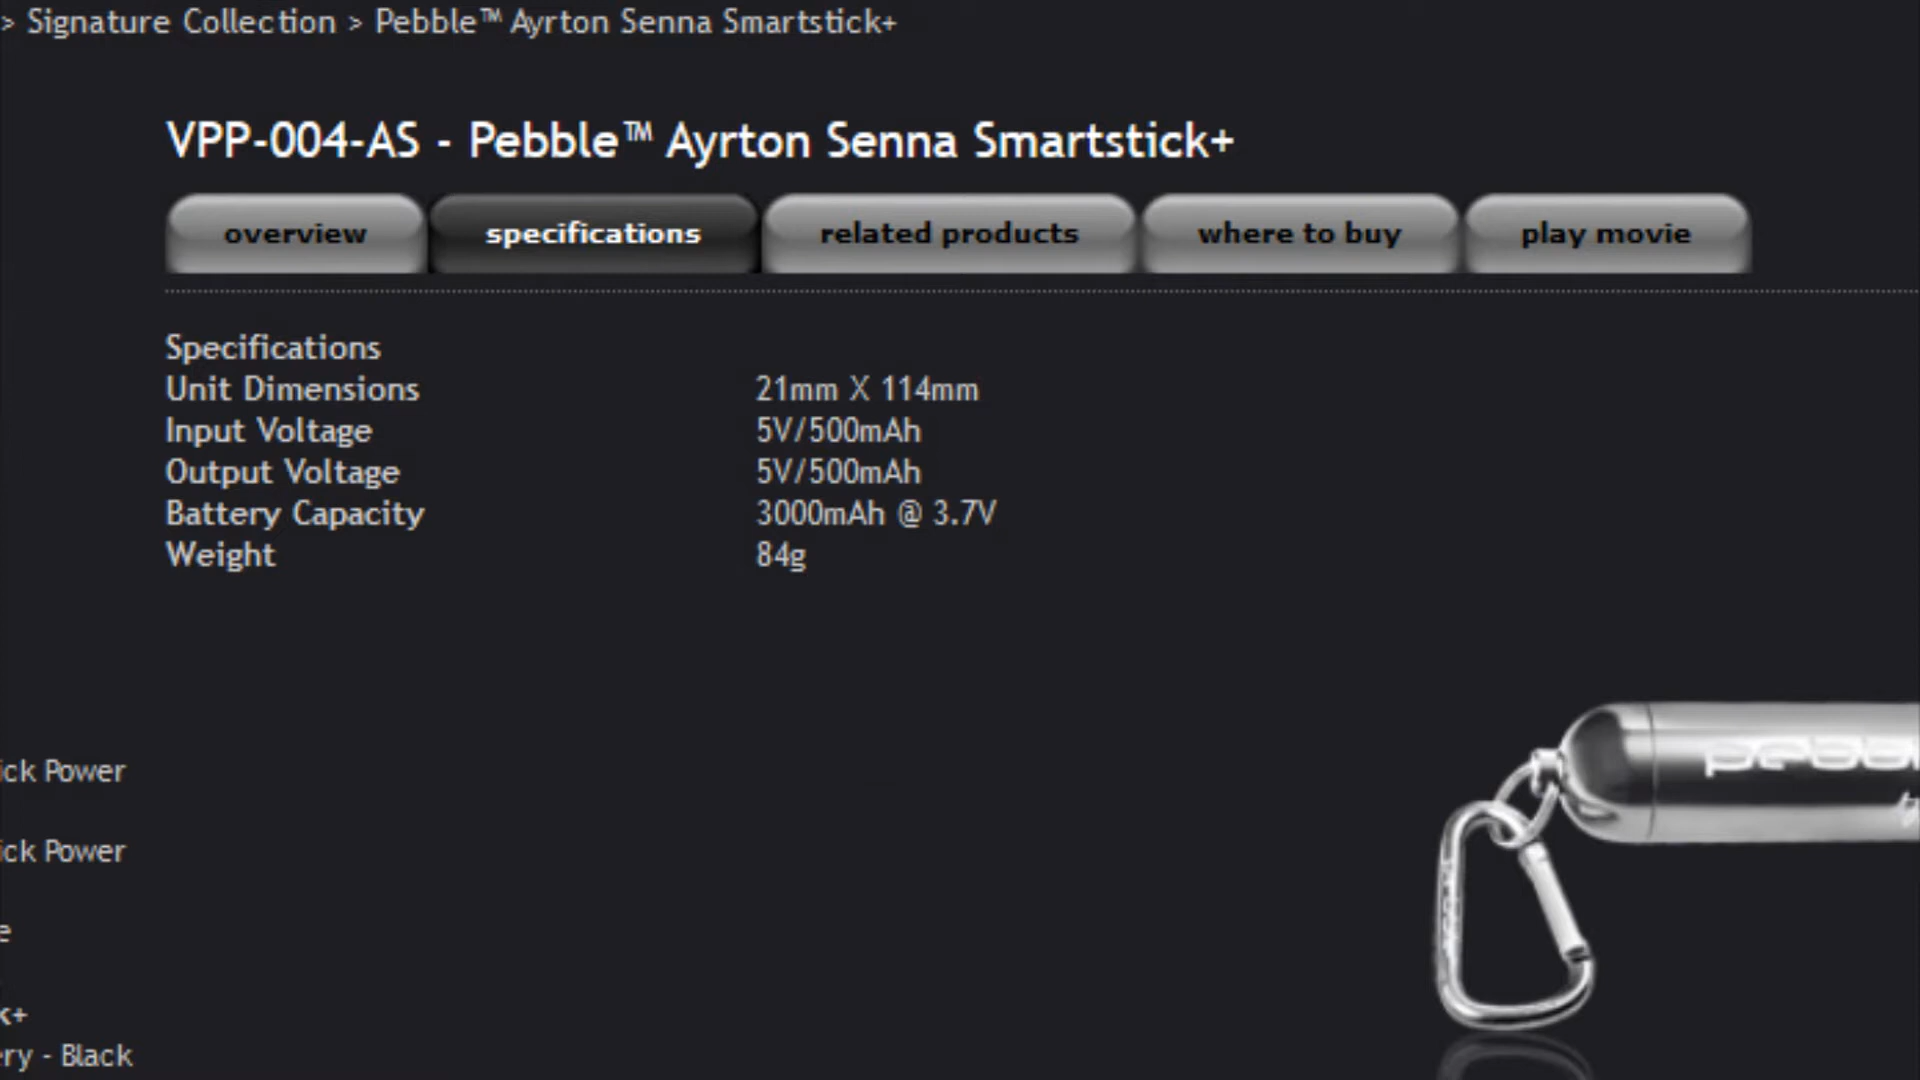 > Signature Collection > Pebble™ Ayrton Senna Smartstick+
VPP-004-AS - Pebble™ Ayrton Senna Smartstick+
overview specifications related products where to buy play movie
Specifications
Unit Dimensions 21mm X 114mm
Input Voltage 5V/500mAh
Output Voltage 5V/500mAh
Battery Capacity 3000mAh @ 3.7V
Weight 84g
ick Power
ick Power
e
k+
ery - Black